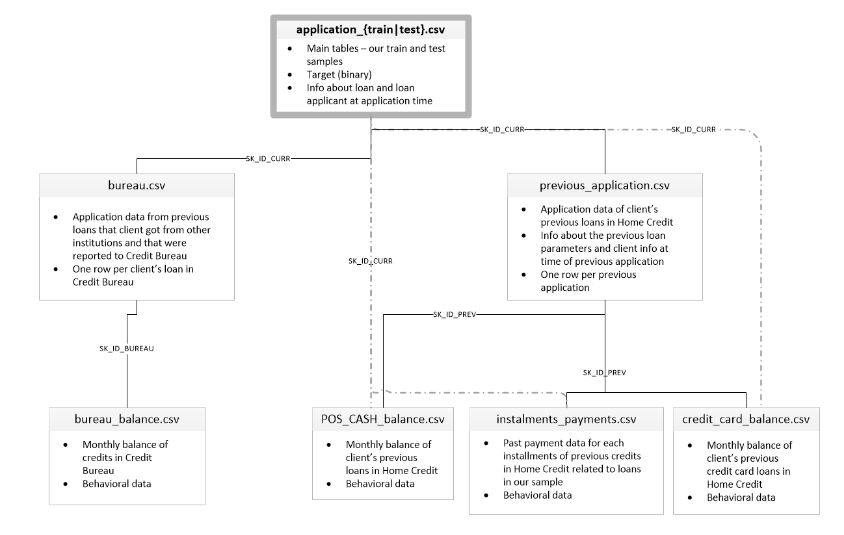 application_{train|test}.csv
• Main tables – our train and test
samples
• Target (binary)
• Info about loan and loan
applicant at application time
SK_ID_CURR
SK_ID_CURR
SK_ID_CURR
bureau.csv
• Application data from previous
loans that client got from other
institutions and that were
reported to Credit Bureau
• One row per client's loan in
Credit Bureau
previous_application.csv
• Application data of client's
previous loans in Home Credit
• Info about the previous loan
parameters and client info at
time of previous application
• One row per previous
application
SK_ID_CURR
SK_ID_PREV
SK_ID_BUREAU
SK_ID_PREV
bureau_balance.csv
• Monthly balance of
credits in Credit
Bureau
• Behavioral data
POS_CASH_balance.csv
• Monthly balance of
client's previous
loans in Home Credit
• Behavioral data
instalments_payments.csv
• Past payment data for each
installments of previous credits
in Home Credit related to loans
in our sample
• Behavioral data
credit_card_balance.csv
• Monthly balance of
client's previous
credit card loans in
Home Credit
• Behavioral data